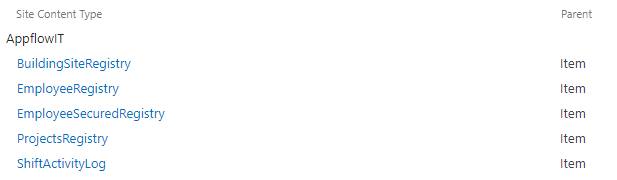 Site Content Type Parent
AppflowIT
BuildingSiteRegistry Item
EmployeeRegistry Item
EmployeeSecuredRegistry Item
ProjectsRegistry Item
ShiftActivityLog Item